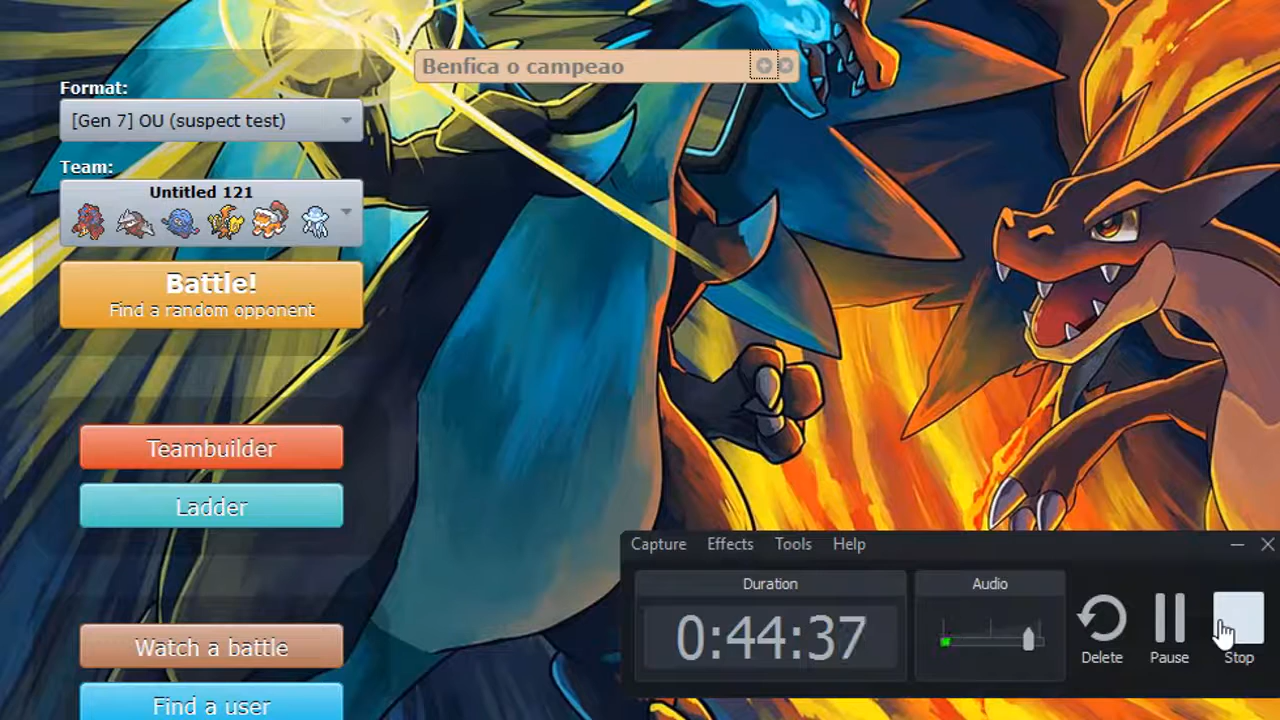 Benfica o campeao
Format:
[Gen 7] OU (suspect test)
Team:
Untitled 121
Battle!
Find a random opponent
Teambuilder
Ladder
Watch a battle
Find a user
Capture Effects Tools Help
Duration
Audio
0:44:37
Delete
Pause
Stop